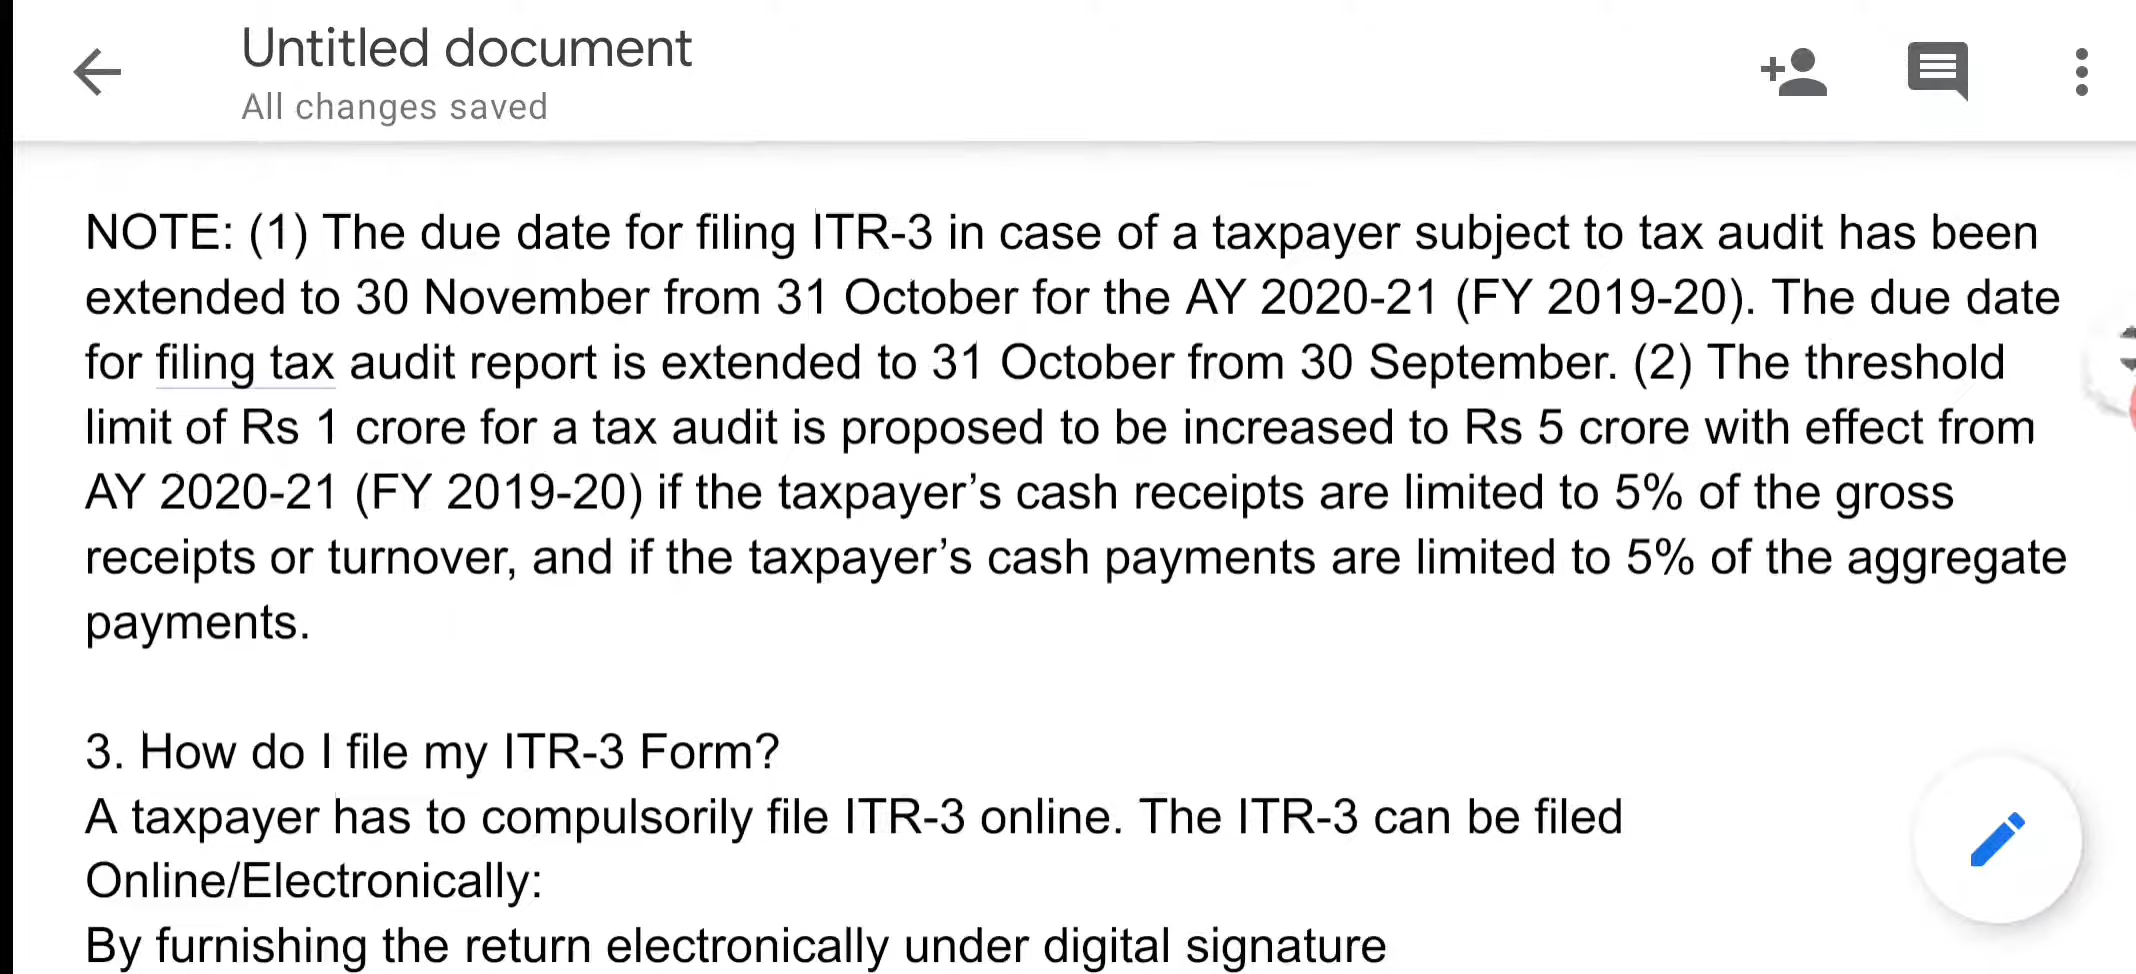 Untitled document
All changes saved
NOTE: (1) The due date for filing ITR-3 in case of a taxpayer subject to tax audit has been
extended to 30 November from 31 October for the AY 2020-21 (FY 2019-20). The due date
for filing tax audit report is extended to 31 October from 30 September. (2) The threshold
limit of Rs 1 crore for a tax audit is proposed to be increased to Rs 5 crore with effect from
AY 2020-21 (FY 2019-20) if the taxpayer’s cash receipts are limited to 5% of the gross
receipts or turnover, and if the taxpayer’s cash payments are limited to 5% of the aggregate
payments.
3. How do I file my ITR-3 Form?
A taxpayer has to compulsorily file ITR-3 online. The ITR-3 can be filed
Online/Electronically:
By furnishing the return electronically under digital signature